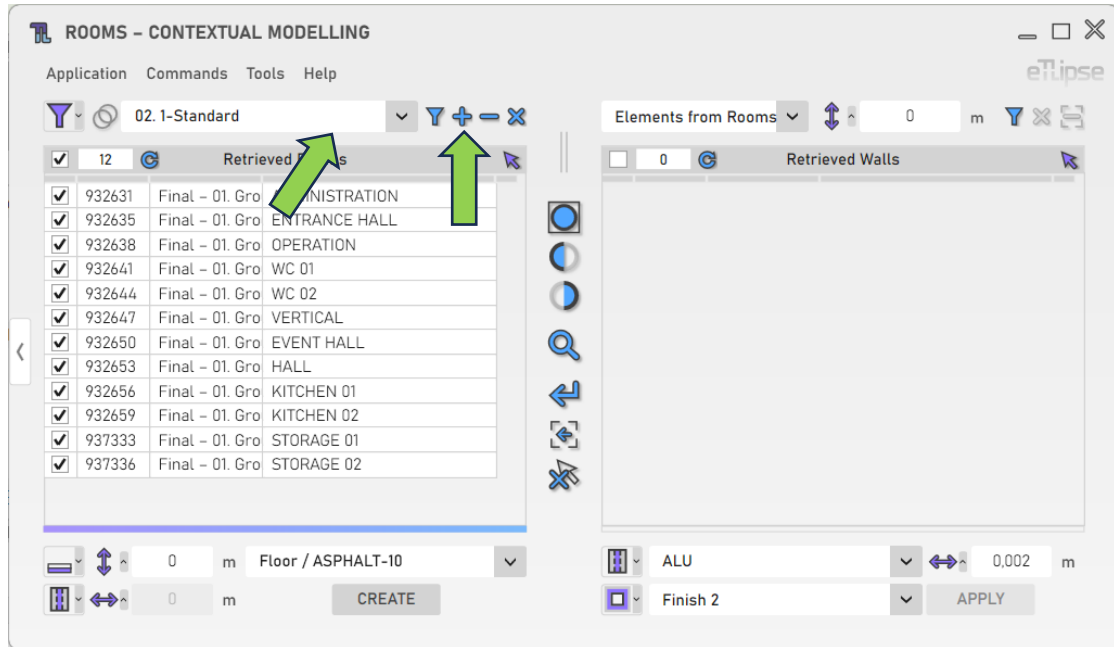 ROOMS – CONTEXTUAL MODELLING
Application Commands Tools Help
eTLipse
02. 1-Standard
Elements from Rooms 0 m
12 Retrieved
0 Retrieved Walls
932631 Final – 01. Gro
932635 Final – 01. Gro ENTRANCE HALL
932638 Final – 01. Gro OPERATION
932641 Final – 01. Gro WC 01
932644 Final – 01. Gro WC 02
932647 Final – 01. Gro VERTICAL
932650 Final – 01. Gro EVENT HALL
932653 Final – 01. Gro HALL
932656 Final – 01. Gro KITCHEN 01
932659 Final – 01. Gro KITCHEN 02
937333 Final – 01. Gro STORAGE 01
937336 Final – 01. Gro STORAGE 02
0 m Floor / ASPHALT-10
0 m CREATE
ALU 0,002 m
Finish 2 APPLY